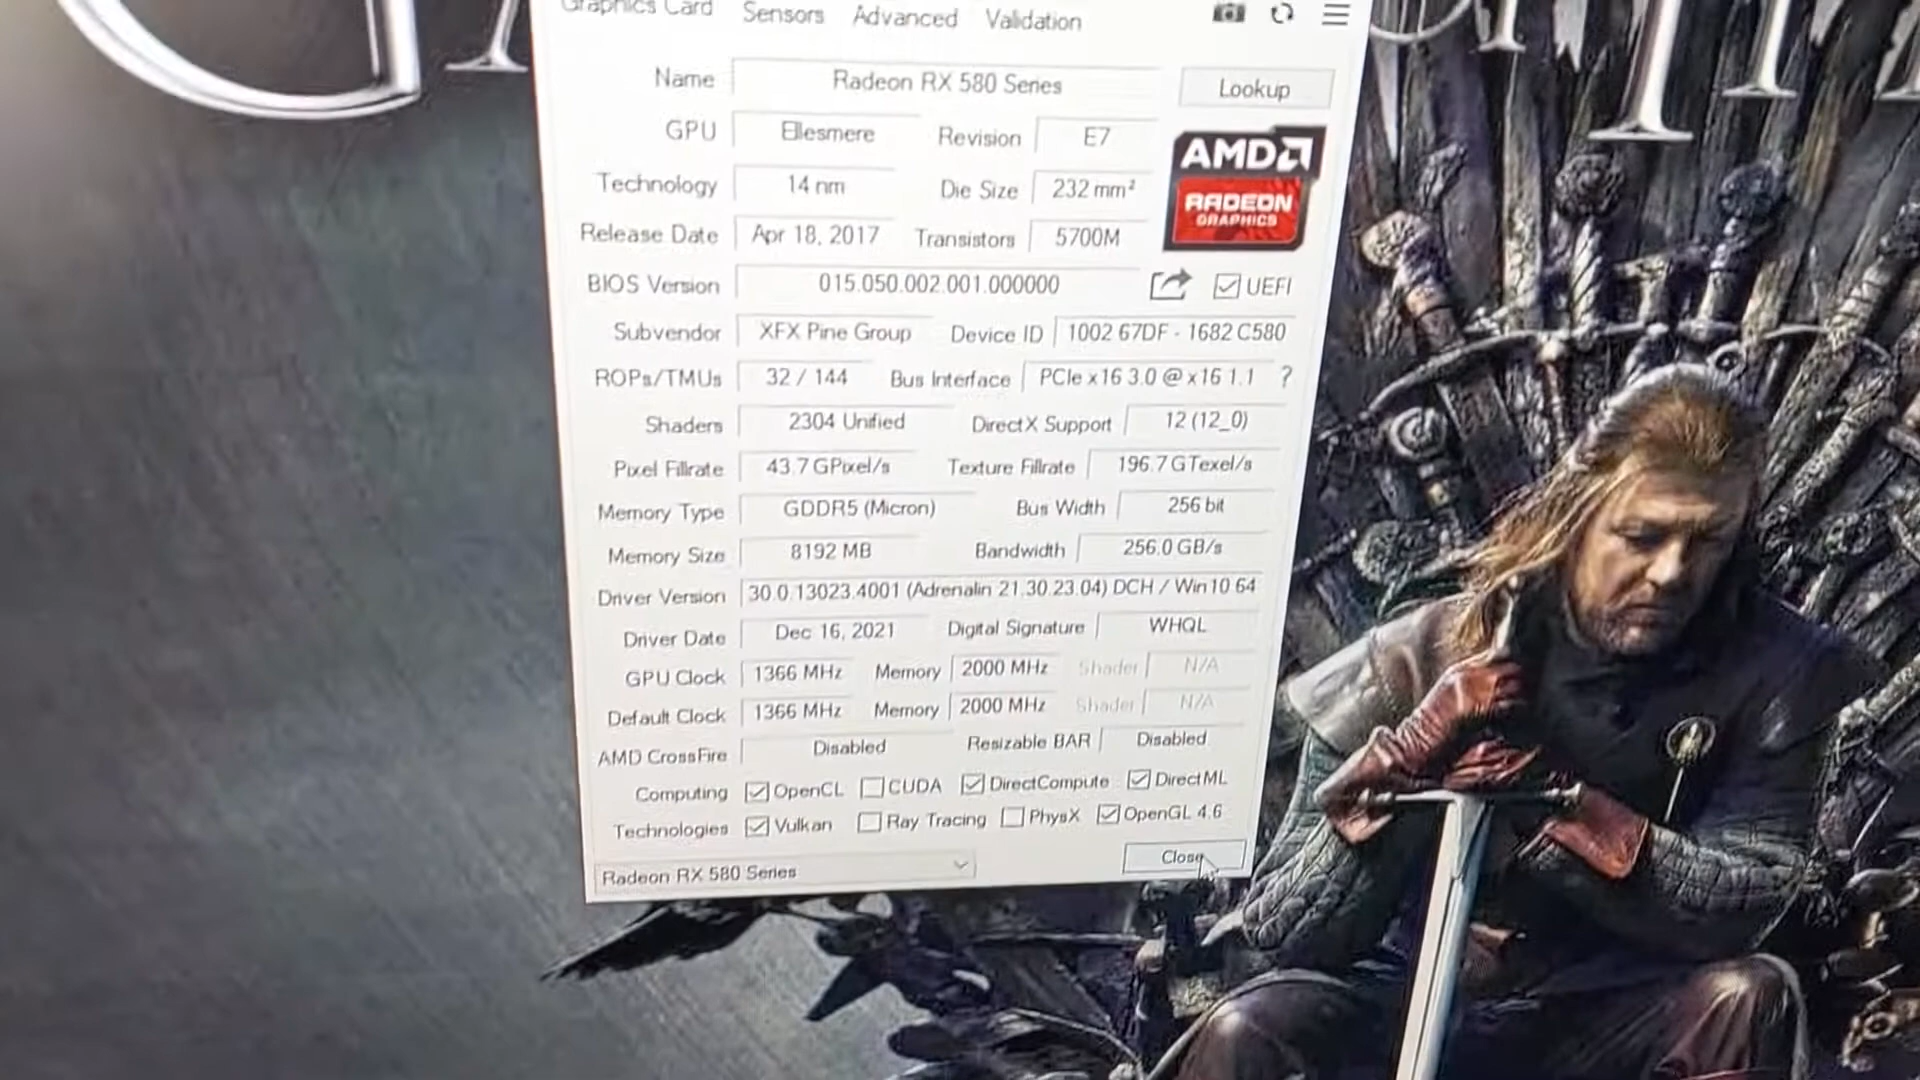 GA
Graphics Card Sensors Advanced Validation
Name Radeon RX 580 Series Lookup
GPU Ellesmere Revision E7
AMD
RADEON
GRAPHICS
Technology 14 nm Die Size 232 mm²
Release Date Apr 18, 2017 Transistors 5700M
BIOS Version 015.050.002.001.000000 UEFI
Subvendor XFX Pine Group Device ID 1002 67DF - 1682 C580
ROPs/TMUs 32 / 144 Bus Interface PCIe x16 3.0 @ x16 1.1 ?
Shaders 2304 Unified DirectX Support 12 (12_0)
Pixel Fillrate 43.7 GPixel/s Texture Fillrate 196.7 GTexel/s
Memory Type GDDR5 (Micron) Bus Width 256 bit
Memory Size 8192 MB Bandwidth 256.0 GB/s
Driver Version 30.0.13023.4001 (Adrenalin 21.30.23.04) DCH / Win10 64
Driver Date Dec 16, 2021 Digital Signature WHQL
GPU Clock 1366 MHz Memory 2000 MHz Shader N/A
Default Clock 1366 MHz Memory 2000 MHz Shader N/A
AMD CrossFire Disabled Resizable BAR Disabled
Computing OpenCL CUDA DirectCompute DirectML
Technologies Vulkan Ray Tracing PhysX OpenGL 4.6
Radeon RX 580 Series Close